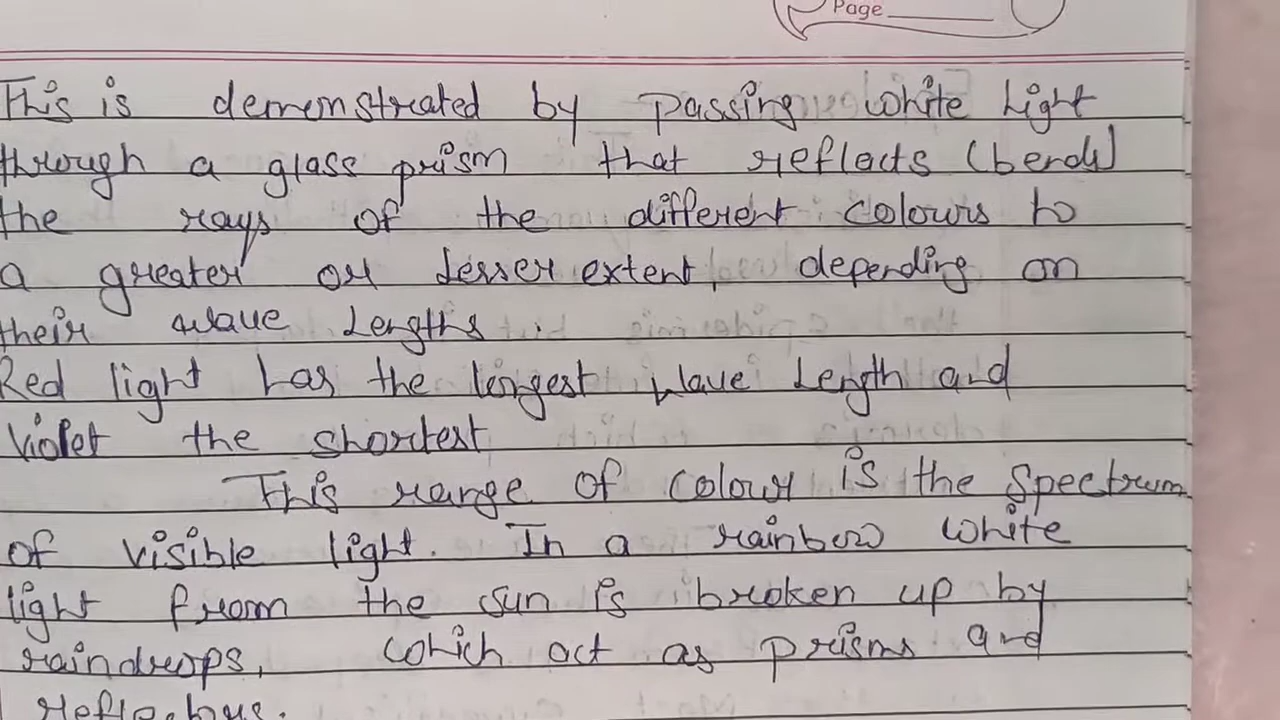 Page
This is demonstrated by passing white light
through a glass prism that reflects (bends)
the rays of the different colours to
a greater or lesser extent, depending on
their wave lengths.
Red light has the longest wave length and
violet the shortest
This range of colour is the spectrum
of visible light. In a rainbow white
light from the sun is broken up by
raindrops, which act as prisms and